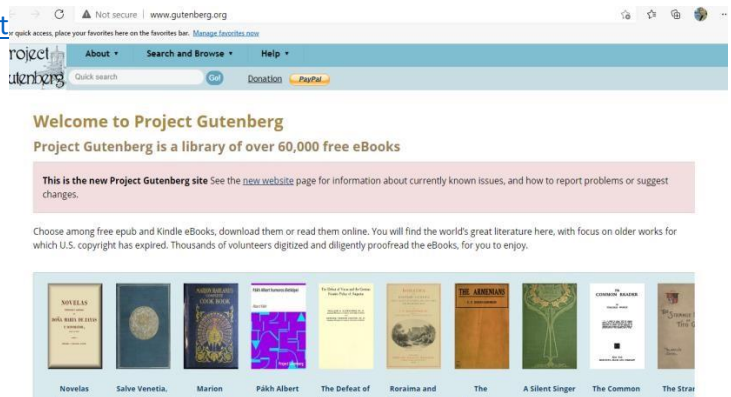 Not secure | www.gutenberg.org
quick access, place your favorites here on the favorites bar. Manage favorites now
About Search and Browse Help
Quick search Go! Donation PayPal
Welcome to Project Gutenberg
Project Gutenberg is a library of over 60,000 free eBooks
This is the new Project Gutenberg site See the new website page for information about currently known issues, and how to report problems or suggest
changes.
Choose among free epub and Kindle eBooks, download them or read them online. You will find the world's great literature here, with focus on older works for
which U.S. copyright has expired. Thousands of volunteers digitized and diligently proofread the eBooks, for you to enjoy.
NOVELAS
COOK BOOK
THE ARMENIANS
COMMON READER
Novelas Salve Venetia, Marion Pákh Albert The Defeat of Roraima and The A Silent Singer The Common The